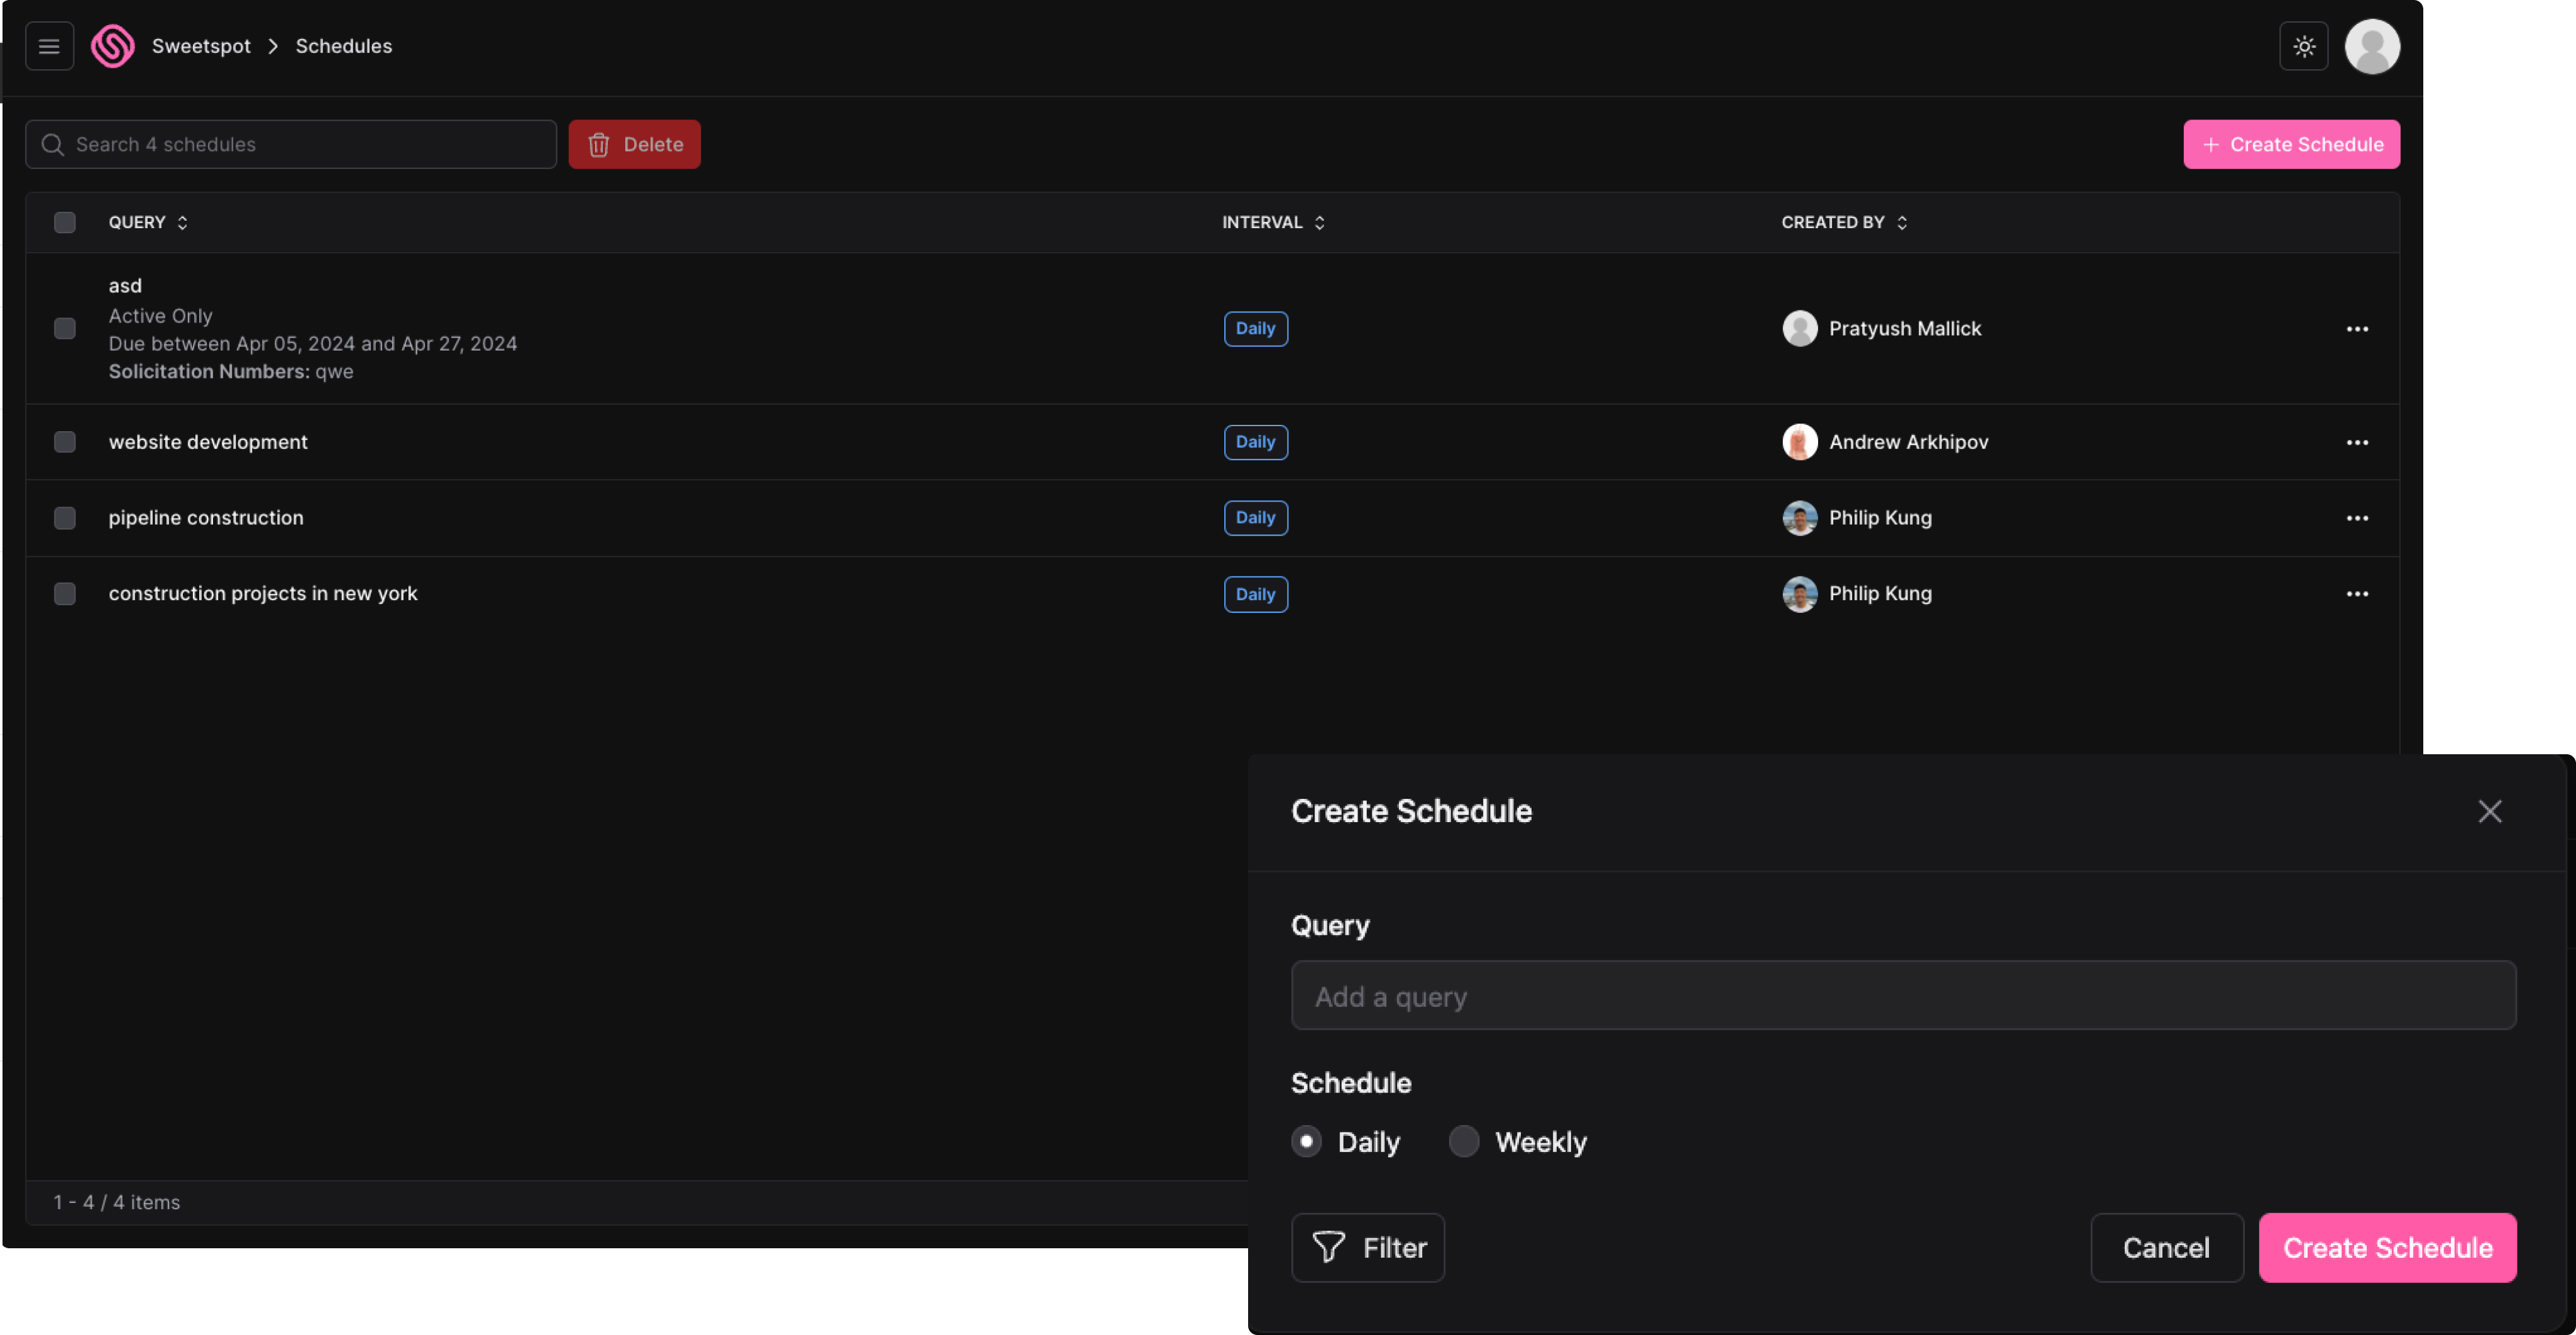 Sweetspot > Schedules
Search 4 schedules
Delete
+ Create Schedule
QUERY INTERVAL CREATED BY
asd
Active Only
Due between Apr 05, 2024 and Apr 27, 2024
Solicitation Numbers: qwe
Daily Pratyush Mallick
website development Daily Andrew Arkhipov
pipeline construction Daily Philip Kung
construction projects in new york Daily Philip Kung
1 - 4 / 4 items
Create Schedule
Query
Add a query
Schedule
Daily Weekly
Filter Cancel Create Schedule